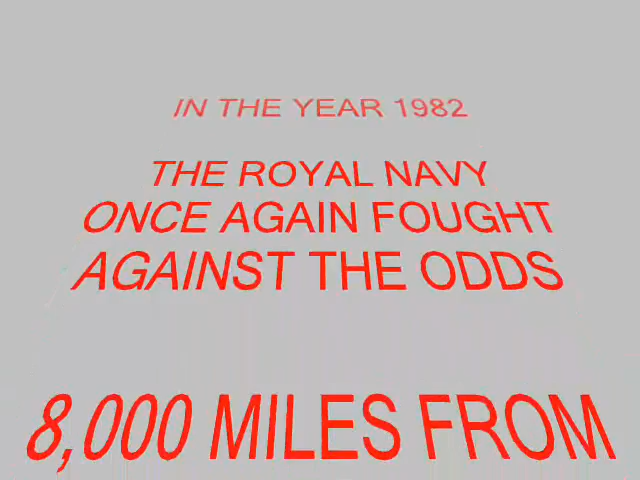 IN THE YEAR 1982
THE ROYAL NAVY
ONCE AGAIN FOUGHT
AGAINST THE ODDS
8,000 MILES FROM